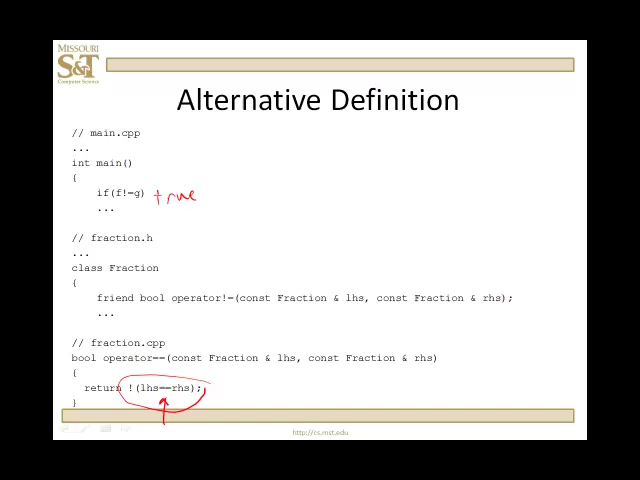 MISSOURI
S&T
Computer Science
Alternative Definition
// main.cpp
...
int main()
{
if(f!=g) true
...
// fraction.h
...
class Fraction
{
friend bool operator!=(const Fraction & lhs, const Fraction & rhs);
...
// fraction.cpp
bool operator==(const Fraction & lhs, const Fraction & rhs)
{
return !(lhs==rhs);
}
http://cs.mst.edu